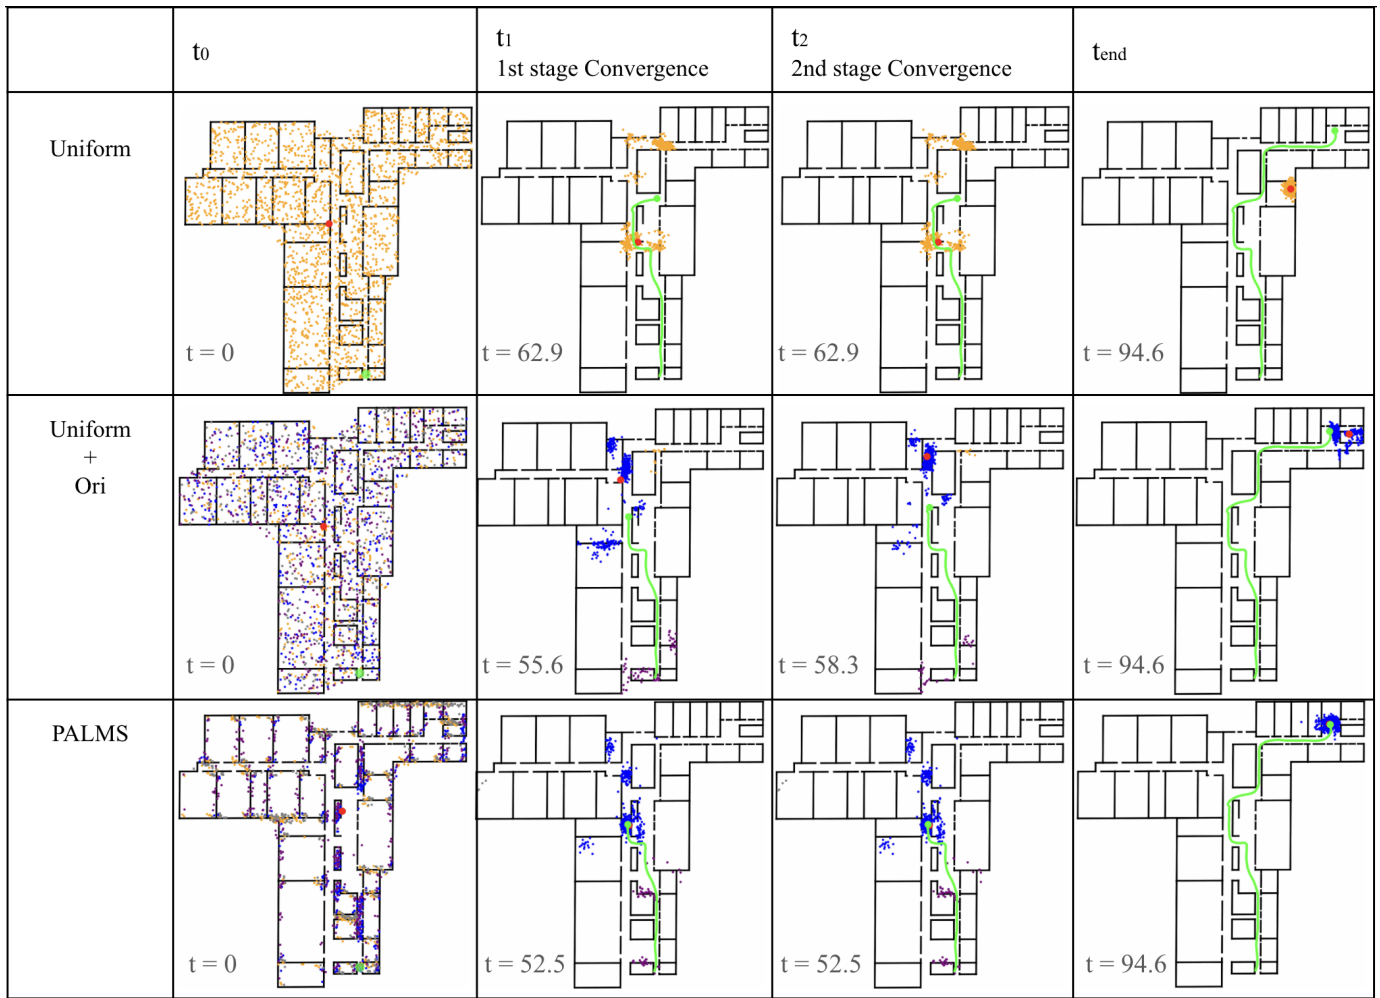 t0
t1
1st stage Convergence
t2
2nd stage Convergence
tend
Uniform
t = 0
t = 62.9
t = 62.9
t = 94.6
Uniform
+
Ori
t = 0
t = 55.6
t = 58.3
t = 94.6
PALMS
t = 0
t = 52.5
t = 52.5
t = 94.6